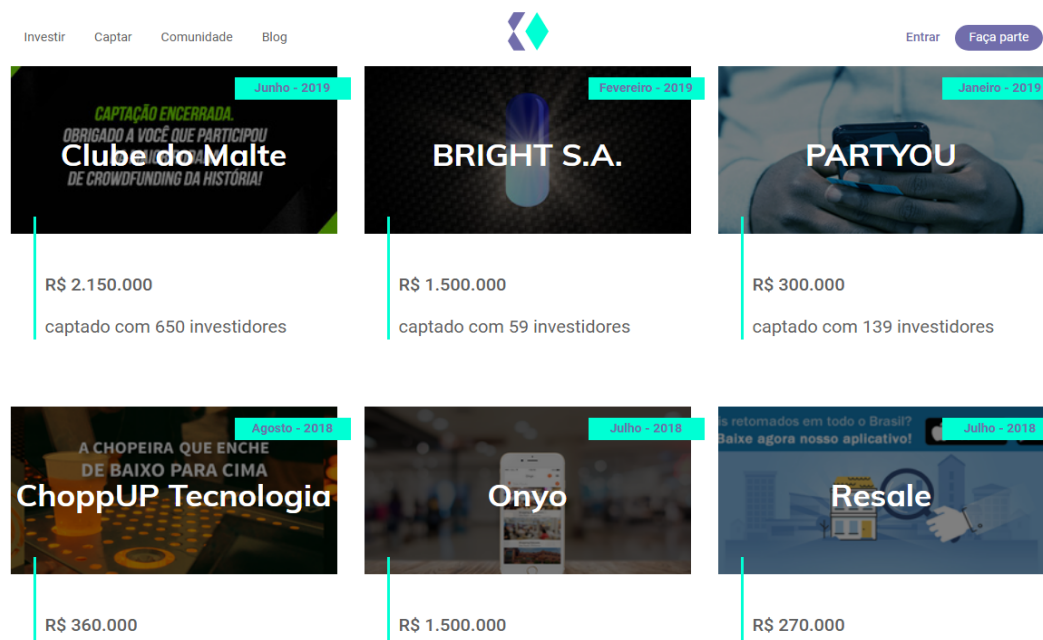 Investir
Captar
Comunidade
Blog
Entrar
Faça parte
Junho - 2019
CAPTAÇÃO ENCERRADA.
OBRIGADO A VOCÊ QUE PARTICIPOU
DE CROWDFUNDING DA HISTÓRIA!
Clube do Malte
R$ 2.150.000
captado com 650 investidores
Fevereiro - 2019
BRIGHT S.A.
R$ 1.500.000
captado com 59 investidores
Janeiro - 2019
PARTYOU
R$ 300.000
captado com 139 investidores
Agosto - 2018
A CHOPEIRA QUE ENCHE
DE BAIXO PARA CIMA
ChoppUP Tecnologia
R$ 360.000
Julho - 2018
Onyo
R$ 1.500.000
Julho - 2018
retomados em todo o Brasil?
Baixe agora nosso aplicativo!
Resale
R$ 270.000